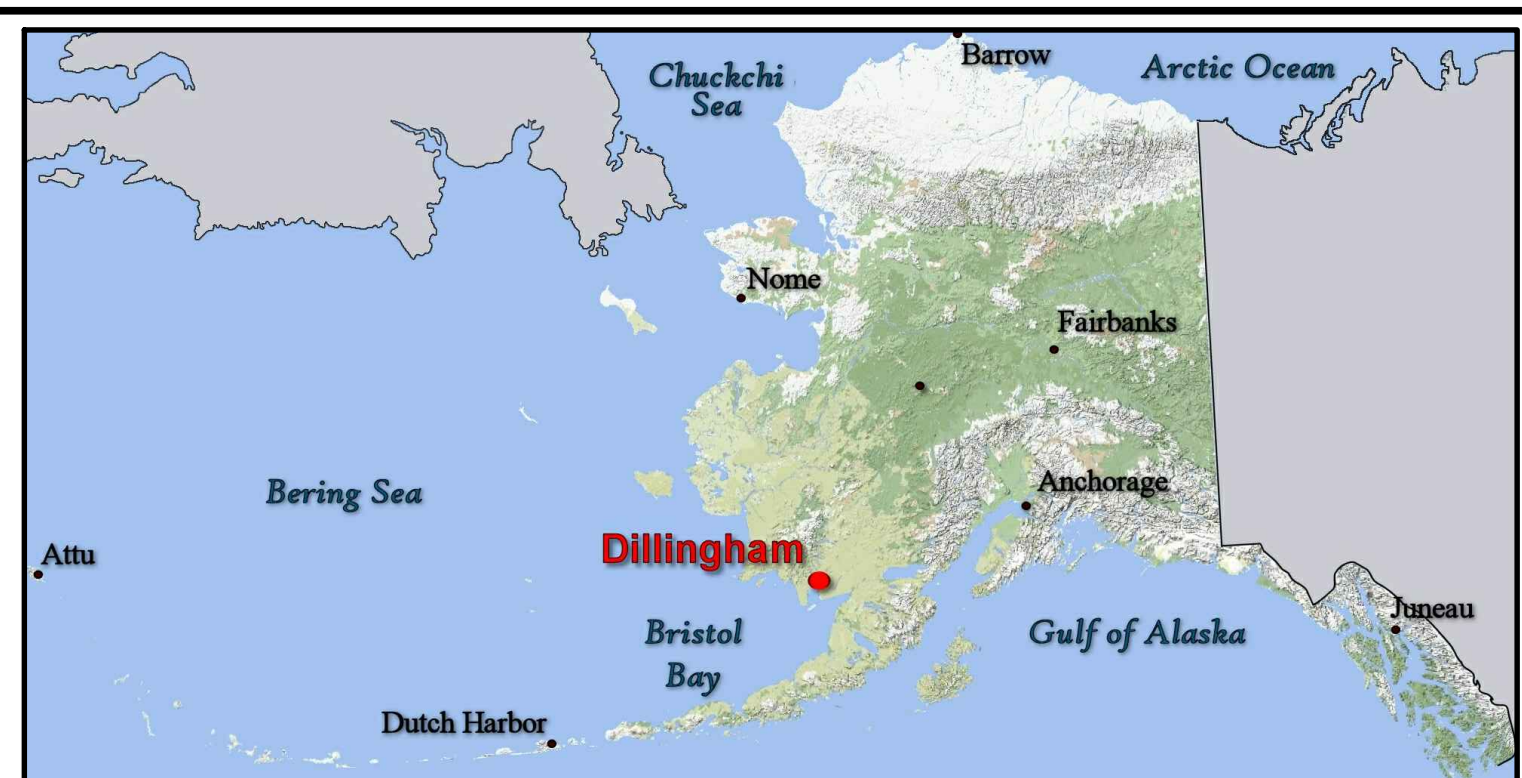 Barrow
Chuckchi
Sea
Arctic Ocean
Nome
Fairbanks
Anchorage
Bering Sea
Dillingham
Attu
Juneau
Bristol
Bay
Gulf of Alaska
Dutch Harbor